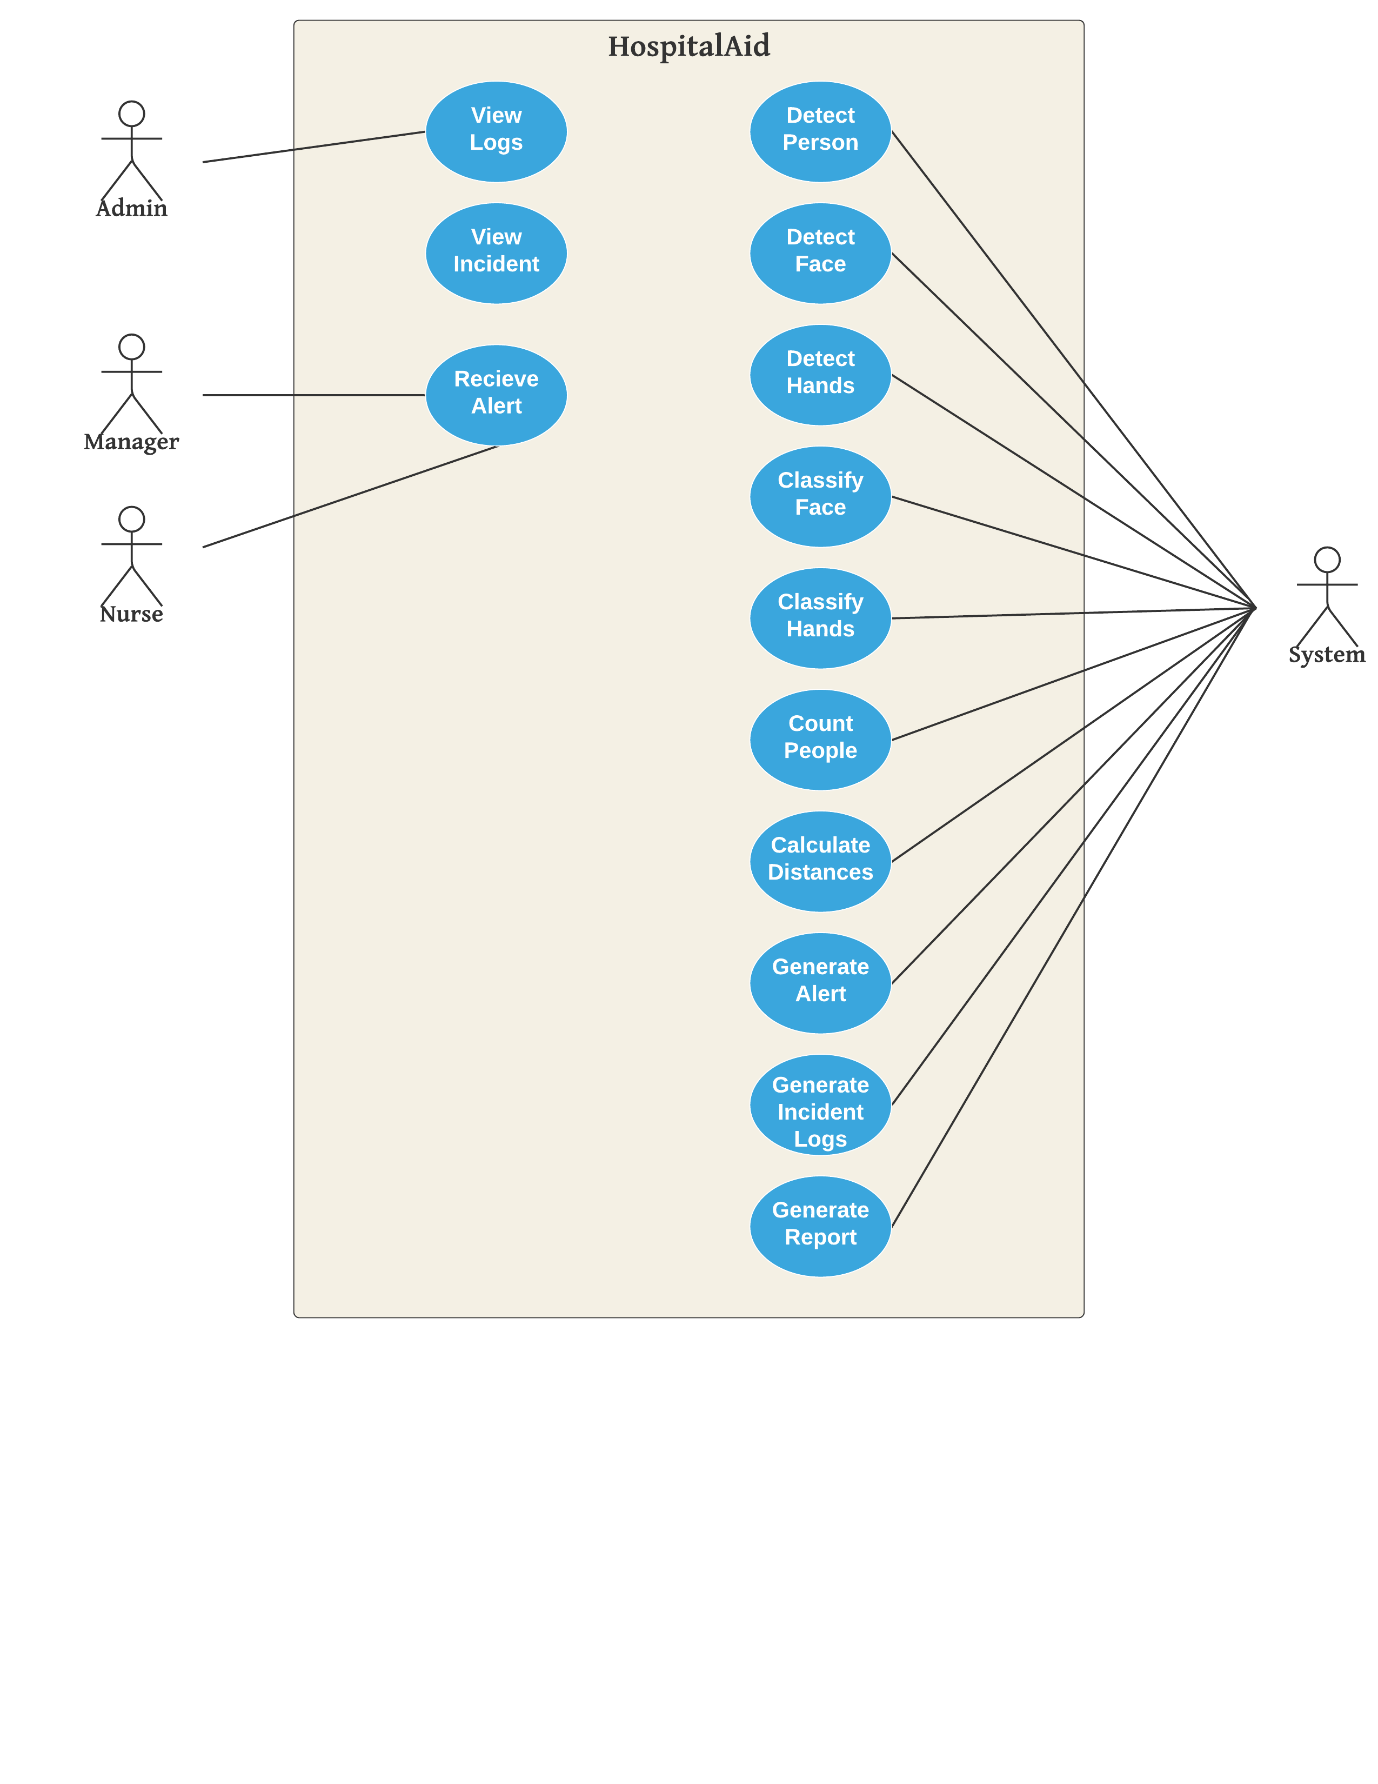 HospitalAid
Admin
Manager
Nurse
View
Logs
View
Incident
Recieve
Alert
Detect
Person
Detect
Face
Detect
Hands
Classify
Face
Classify
Hands
Count
People
Calculate
Distances
Generate
Alert
Generate
Incident
Logs
Generate
Report
System